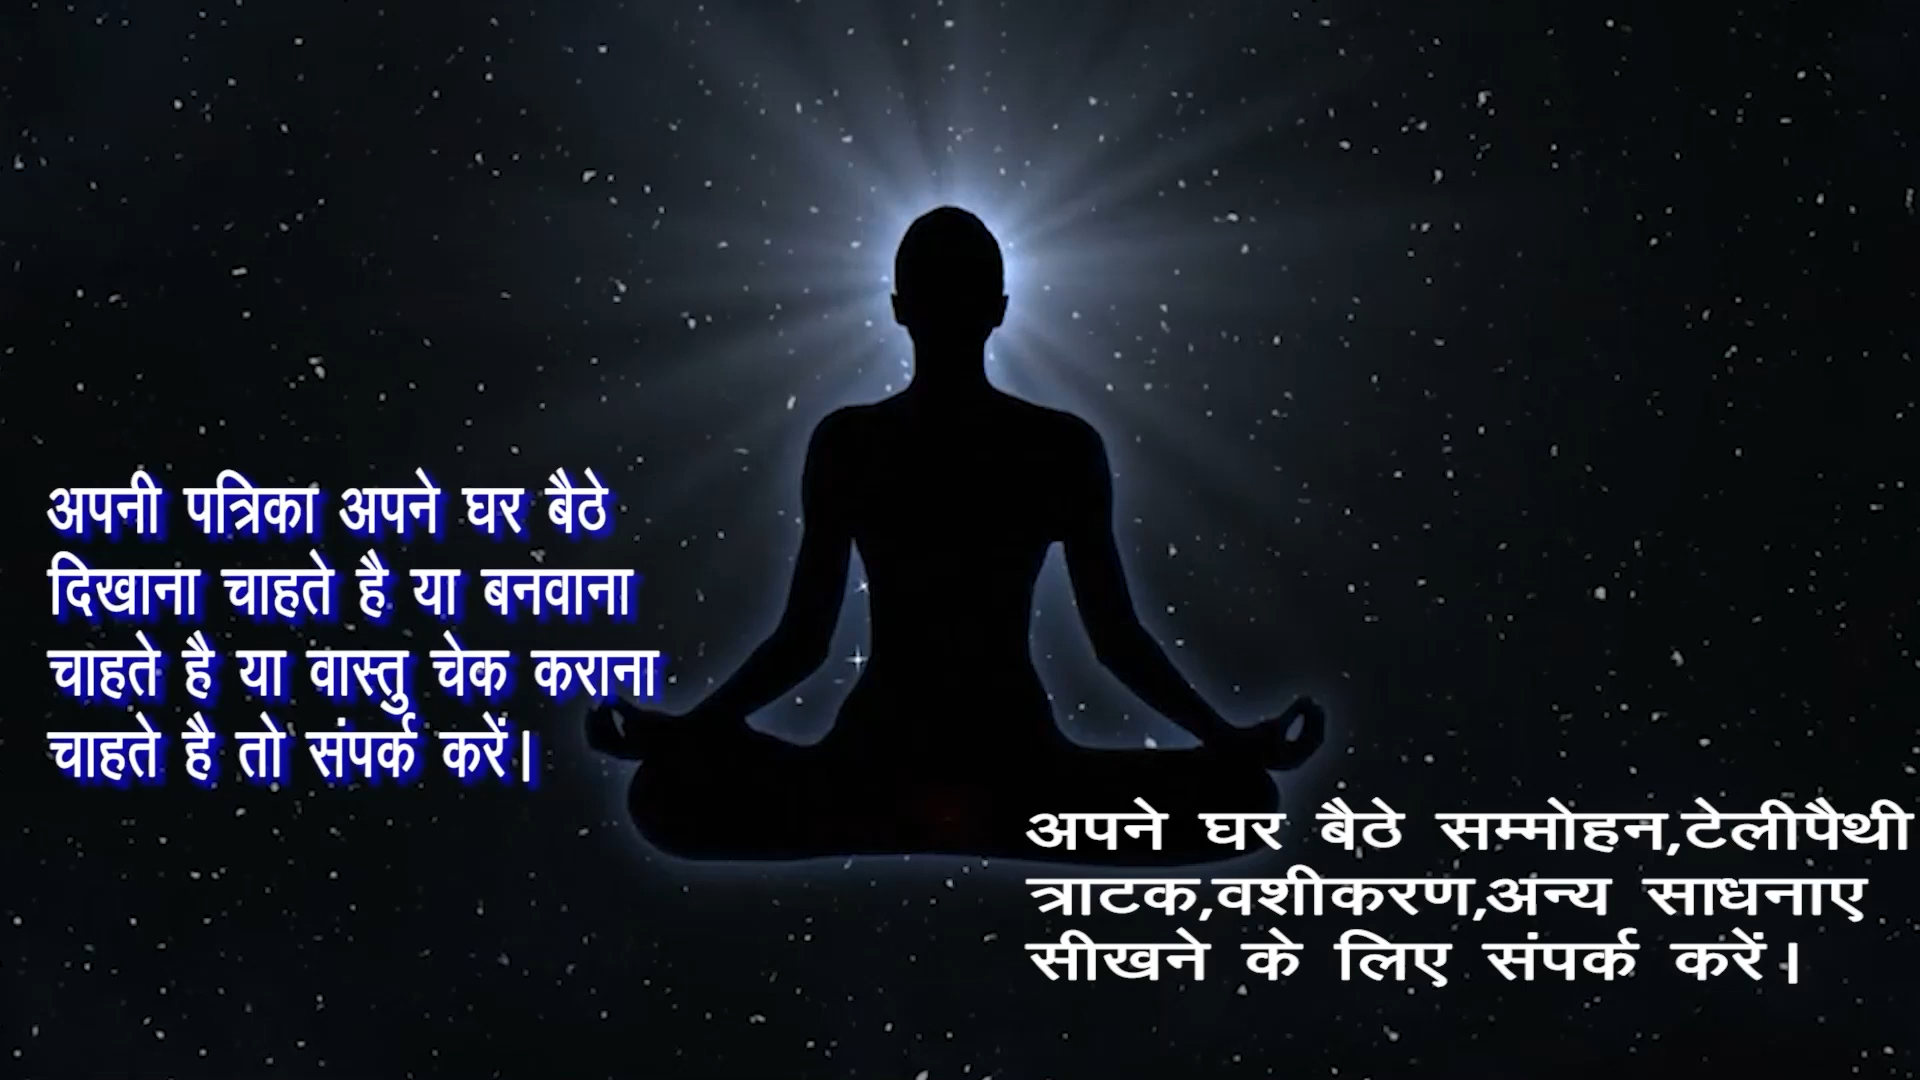 अपनी पत्रिका अपने घर बैठे
दिखाना चाहते है या बनवाना
चाहते है या वास्तु चेक कराना
चाहते है तो संपर्क करें|
अपने घर बैठे सम्मोहन,टेलीपैथी
त्राटक,वशीकरण,अन्य साधनाए
सीखने के लिए संपर्क करें|